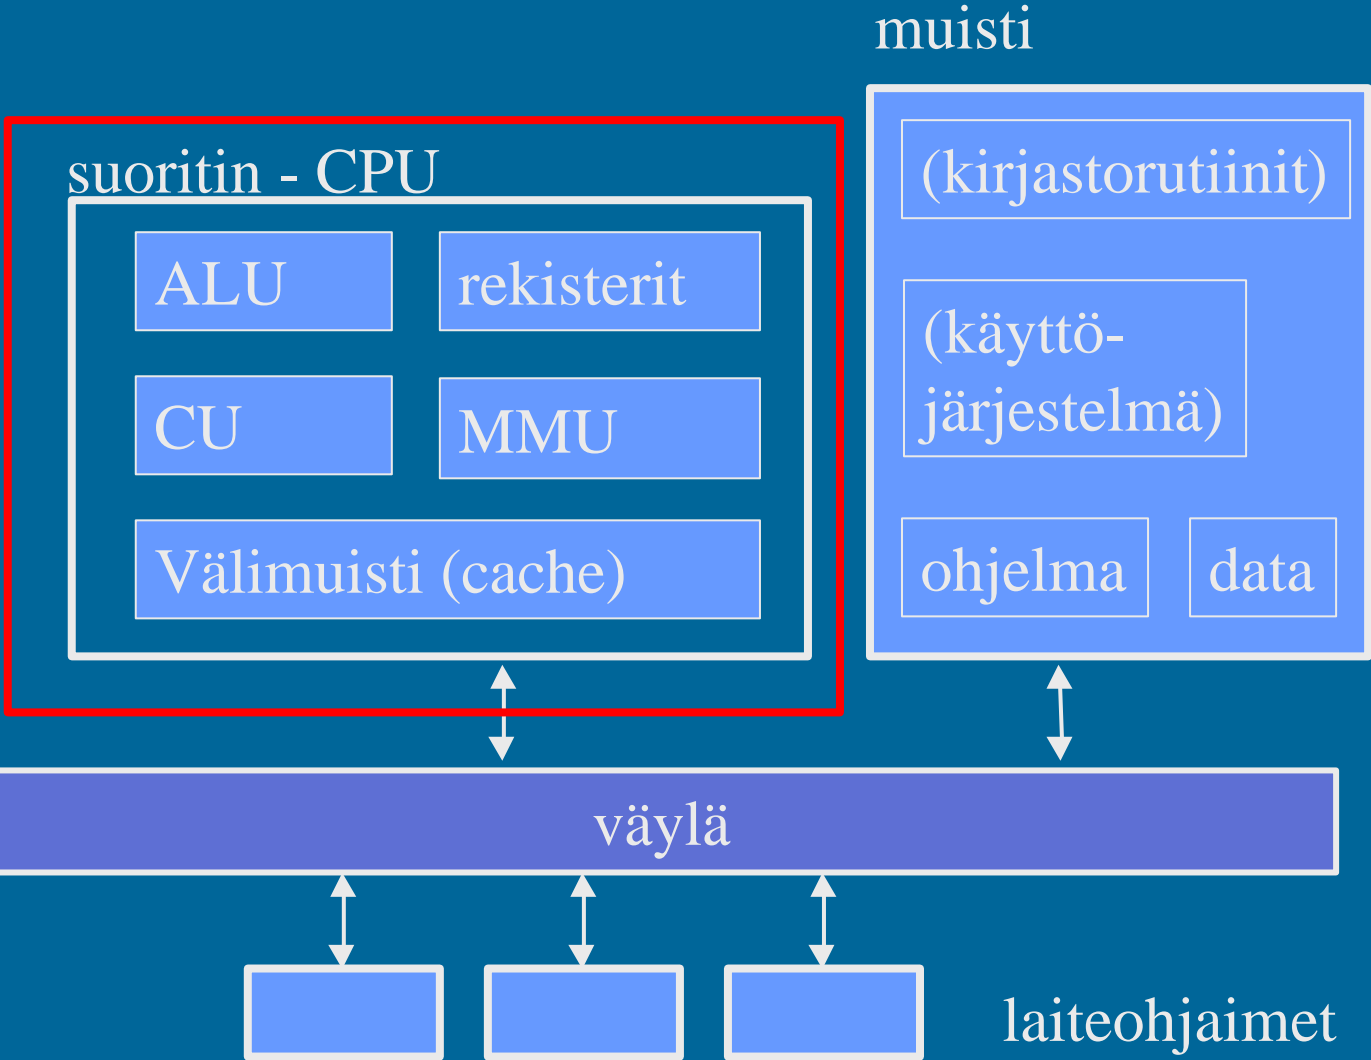 muisti
suoritin - CPU
(kirjastorutiinit)
ALU
rekisterit
(käyttö-
järjestelmä)
CU
MMU
Välimuisti (cache)
ohjelma
data
väylä
laiteohjaimet